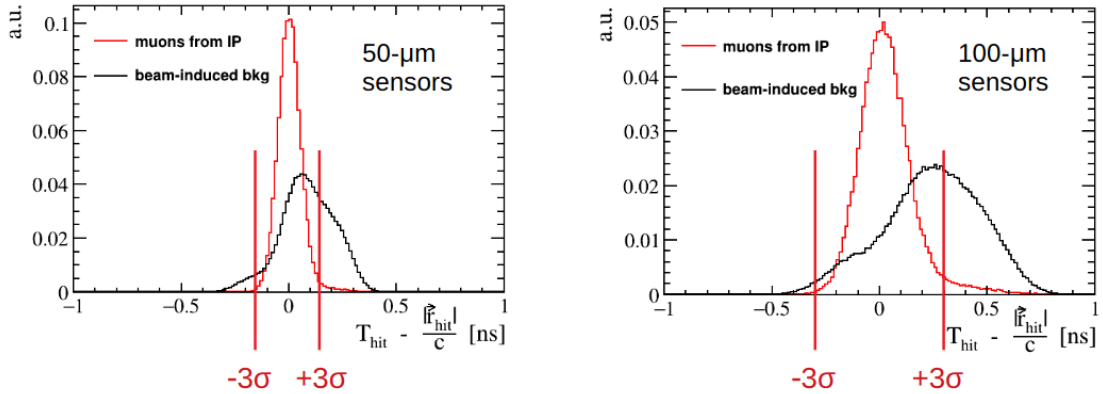 a.u.
0.1
0.08
0.06
0.04
0.02
0
muons from IP
beam-induced bkg
50-μm
sensors
−1 −0.5 0 0.5 1
T_hit - |r⃗_hit|/c [ns]
-3σ +3σ
a.u.
0.05
0.04
0.03
0.02
0.01
0
muons from IP
beam-induced bkg
100-μm
sensors
−1 −0.5 0 0.5 1
T_hit - |r⃗_hit|/c [ns]
-3σ +3σ